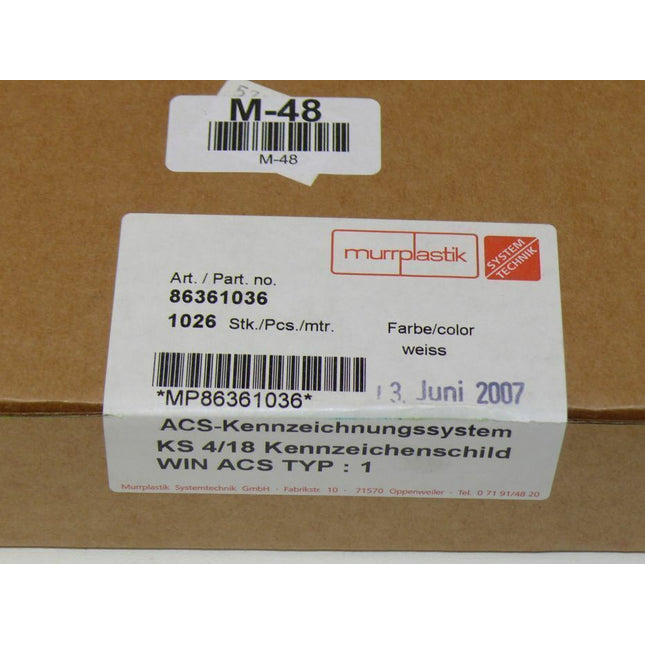 M-48
M-48
murrplastik
SYSTEM
TECHNIK
Art. / Part. no.
86361036
1026 Stk./Pcs./mtr.
Farbe/color
weiss
*MP86361036*
3. Juni 2007
ACS-Kennzeichnungssystem
KS 4/18 Kennzeichenschild
WIN ACS TYP : 1
Murrplastik Systemtechnik GmbH · Fabrikstr. 10 · 71570 Oppenweiler · Tel. 0 71 91/48 20